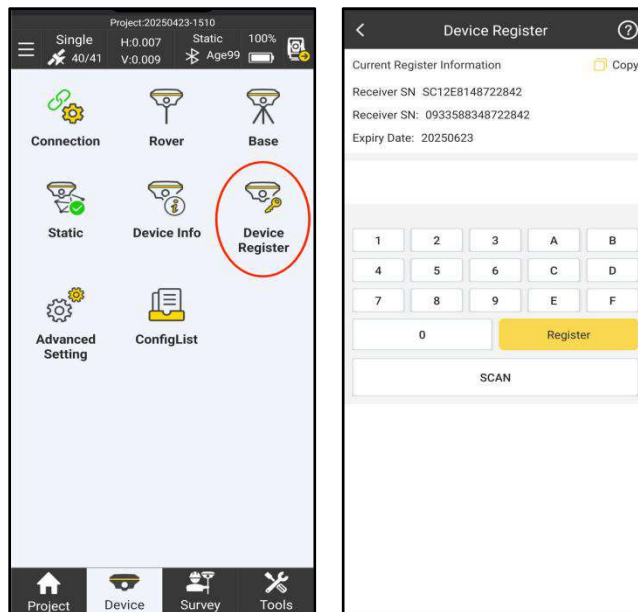 Project:20250423-1510
Single H:0.007 Static 100%
40/41 V:0.009 Age99
Connection Rover Base
Static Device Info Device
Register
Advanced
Setting
ConfigList
Project Device Survey Tools
Device Register
Current Register Information Copy
Receiver SN SC12E8148722842
Receiver SN: 0933588348722842
Expiry Date: 20250623
1 2 3 A B
4 5 6 C D
7 8 9 E F
0 Register
SCAN